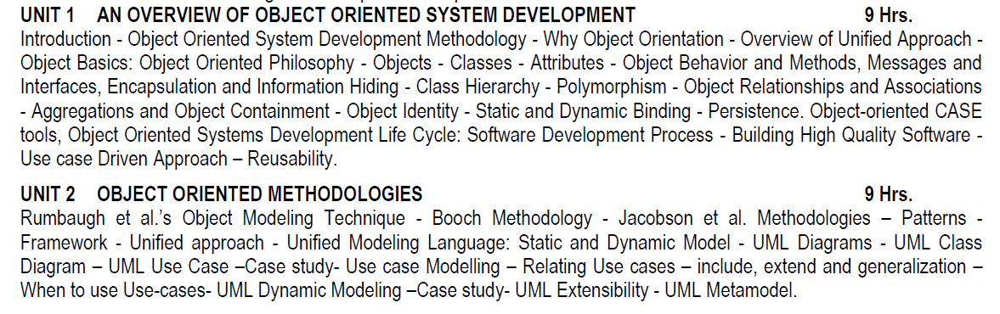 UNIT 1 AN OVERVIEW OF OBJECT ORIENTED SYSTEM DEVELOPMENT 9 Hrs.
Introduction - Object Oriented System Development Methodology - Why Object Orientation - Overview of Unified Approach -
Object Basics: Object Oriented Philosophy - Objects - Classes - Attributes - Object Behavior and Methods, Messages and
Interfaces, Encapsulation and Information Hiding - Class Hierarchy - Polymorphism - Object Relationships and Associations
- Aggregations and Object Containment - Object Identity - Static and Dynamic Binding - Persistence. Object-oriented CASE
tools, Object Oriented Systems Development Life Cycle: Software Development Process - Building High Quality Software -
Use case Driven Approach – Reusability.
UNIT 2 OBJECT ORIENTED METHODOLOGIES 9 Hrs.
Rumbaugh et al.'s Object Modeling Technique - Booch Methodology - Jacobson et al. Methodologies – Patterns -
Framework - Unified approach - Unified Modeling Language: Static and Dynamic Model - UML Diagrams - UML Class
Diagram – UML Use Case –Case study- Use case Modelling – Relating Use cases – include, extend and generalization –
When to use Use-cases- UML Dynamic Modeling –Case study- UML Extensibility - UML Metamodel.